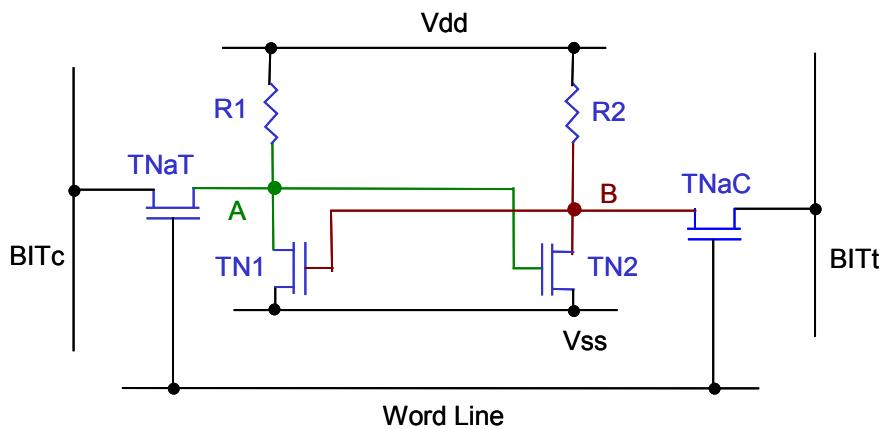 Vdd
R1
R2
TNaT
TNaC
A
B
BITc
TN1
TN2
BITt
Vss
Word Line